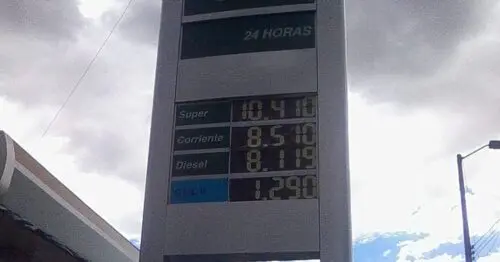 24 HORAS
Super 10.410
Corriente 8.510
Diesel 8.119
1.290